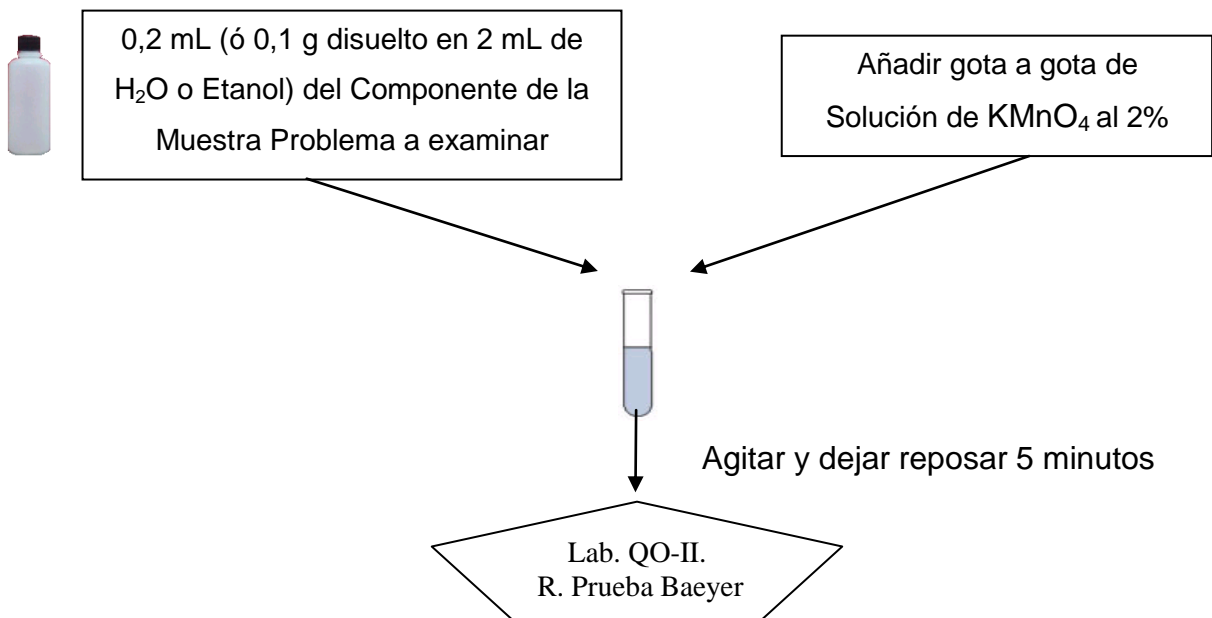 0,2 mL (ó 0,1 g disuelto en 2 mL de
H₂O o Etanol) del Componente de la
Muestra Problema a examinar
Añadir gota a gota de
Solución de KMnO₄ al 2%
Agitar y dejar reposar 5 minutos
Lab. QO-II.
R. Prueba Baeyer